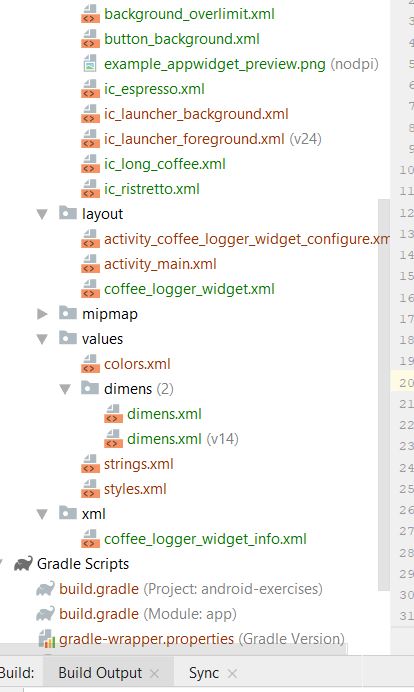 background_overlimit.xml
button_background.xml
example_appwidget_preview.png (nodpi)
ic_espresso.xml
ic_launcher_background.xml
ic_launcher_foreground.xml (v24)
ic_long_coffee.xml
ic_ristretto.xml
layout
activity_coffee_logger_widget_configure.xm
activity_main.xml
coffee_logger_widget.xml
mipmap
values
colors.xml
dimens (2)
dimens.xml
dimens.xml (v14)
strings.xml
styles.xml
xml
coffee_logger_widget_info.xml
Gradle Scripts
build.gradle (Project: android-exercises)
build.gradle (Module: app)
gradle-wrapper.properties (Gradle Version)
Build: Build Output Sync
3
4
5
6
7
8
9
10
11
12
13
14
15
16
17
18
19
20
21
22
23
24
25
26
27
28
29
30
31